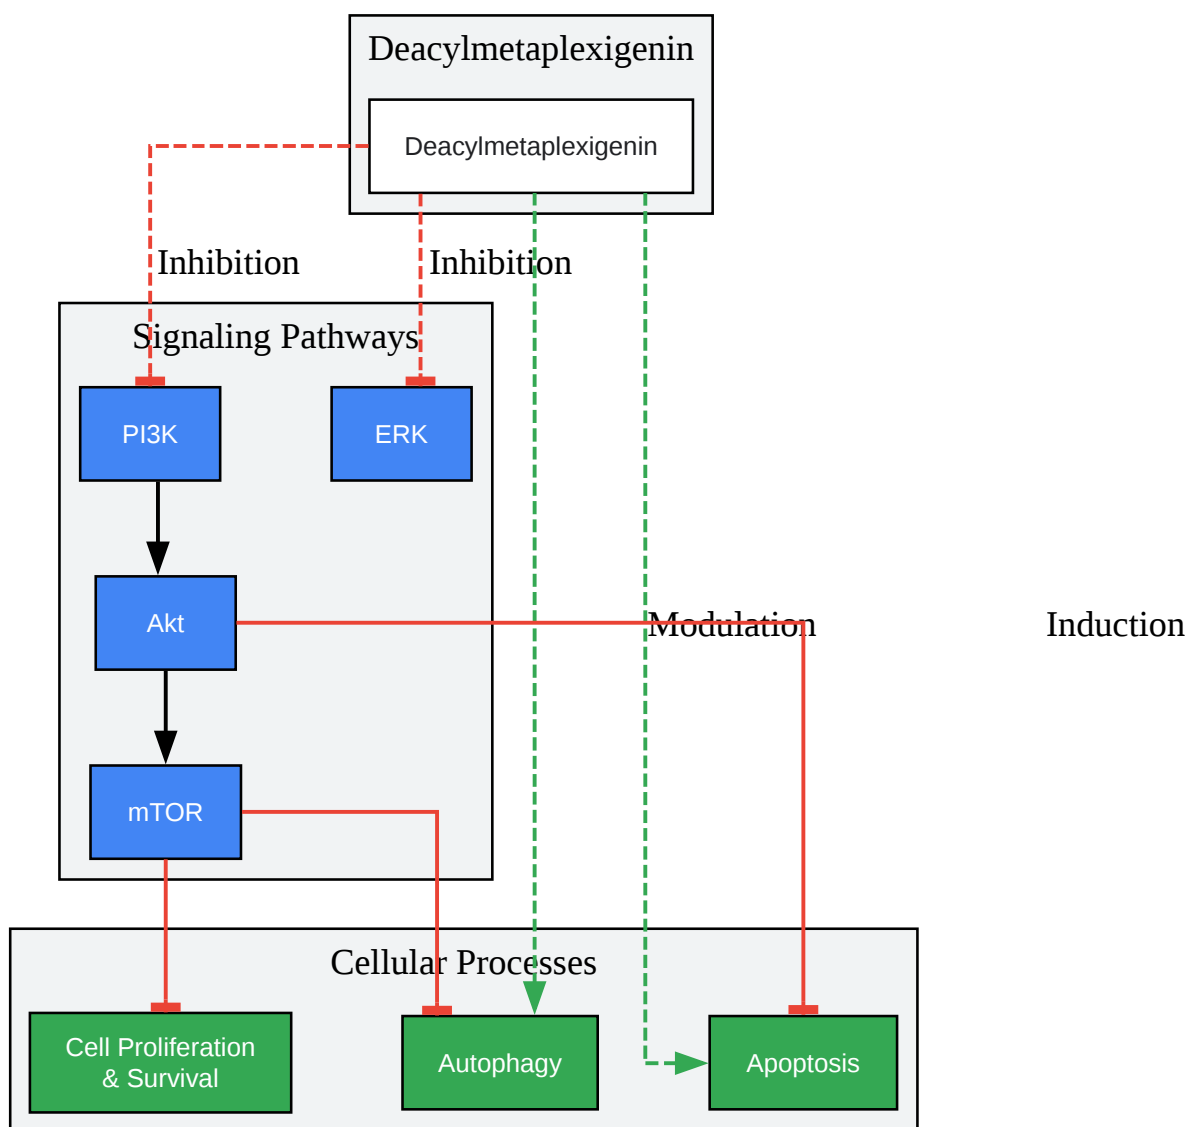 Deacylmetaplexigenin
Deacylmetaplexigenin
Inhibition
Inhibition
Signaling Pathways
PI3K
ERK
Akt
Modulation
Induction
mTOR
Cellular Processes
Cell Proliferation
& Survival
Autophagy
Apoptosis